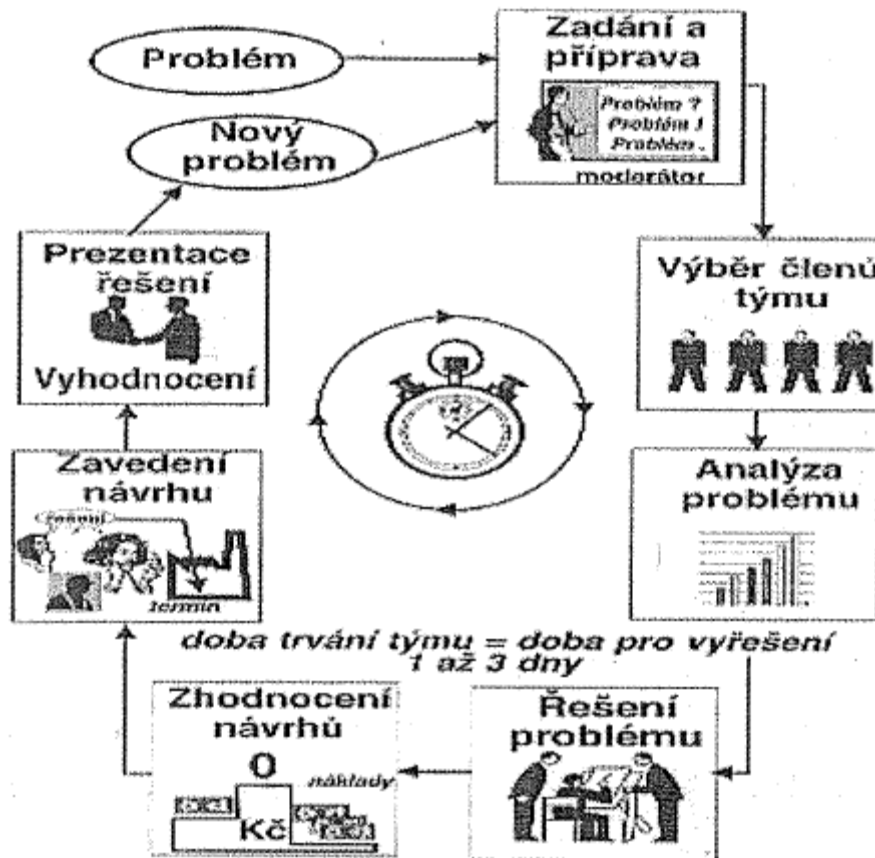 Problém
Nový
problém
Zadání a
příprava
Problém ?
Problém !
Problém .
moderátor
Výběr členů
týmu
Analýza
problému
doba trvání týmu = doba pro vyřešení
1 až 3 dny
Řešení
problému
Zhodnocení
návrhů
0
náklady
Kč
Zavedení
návrhu
řešení
termín
Prezentace
řešení
Vyhodnocení